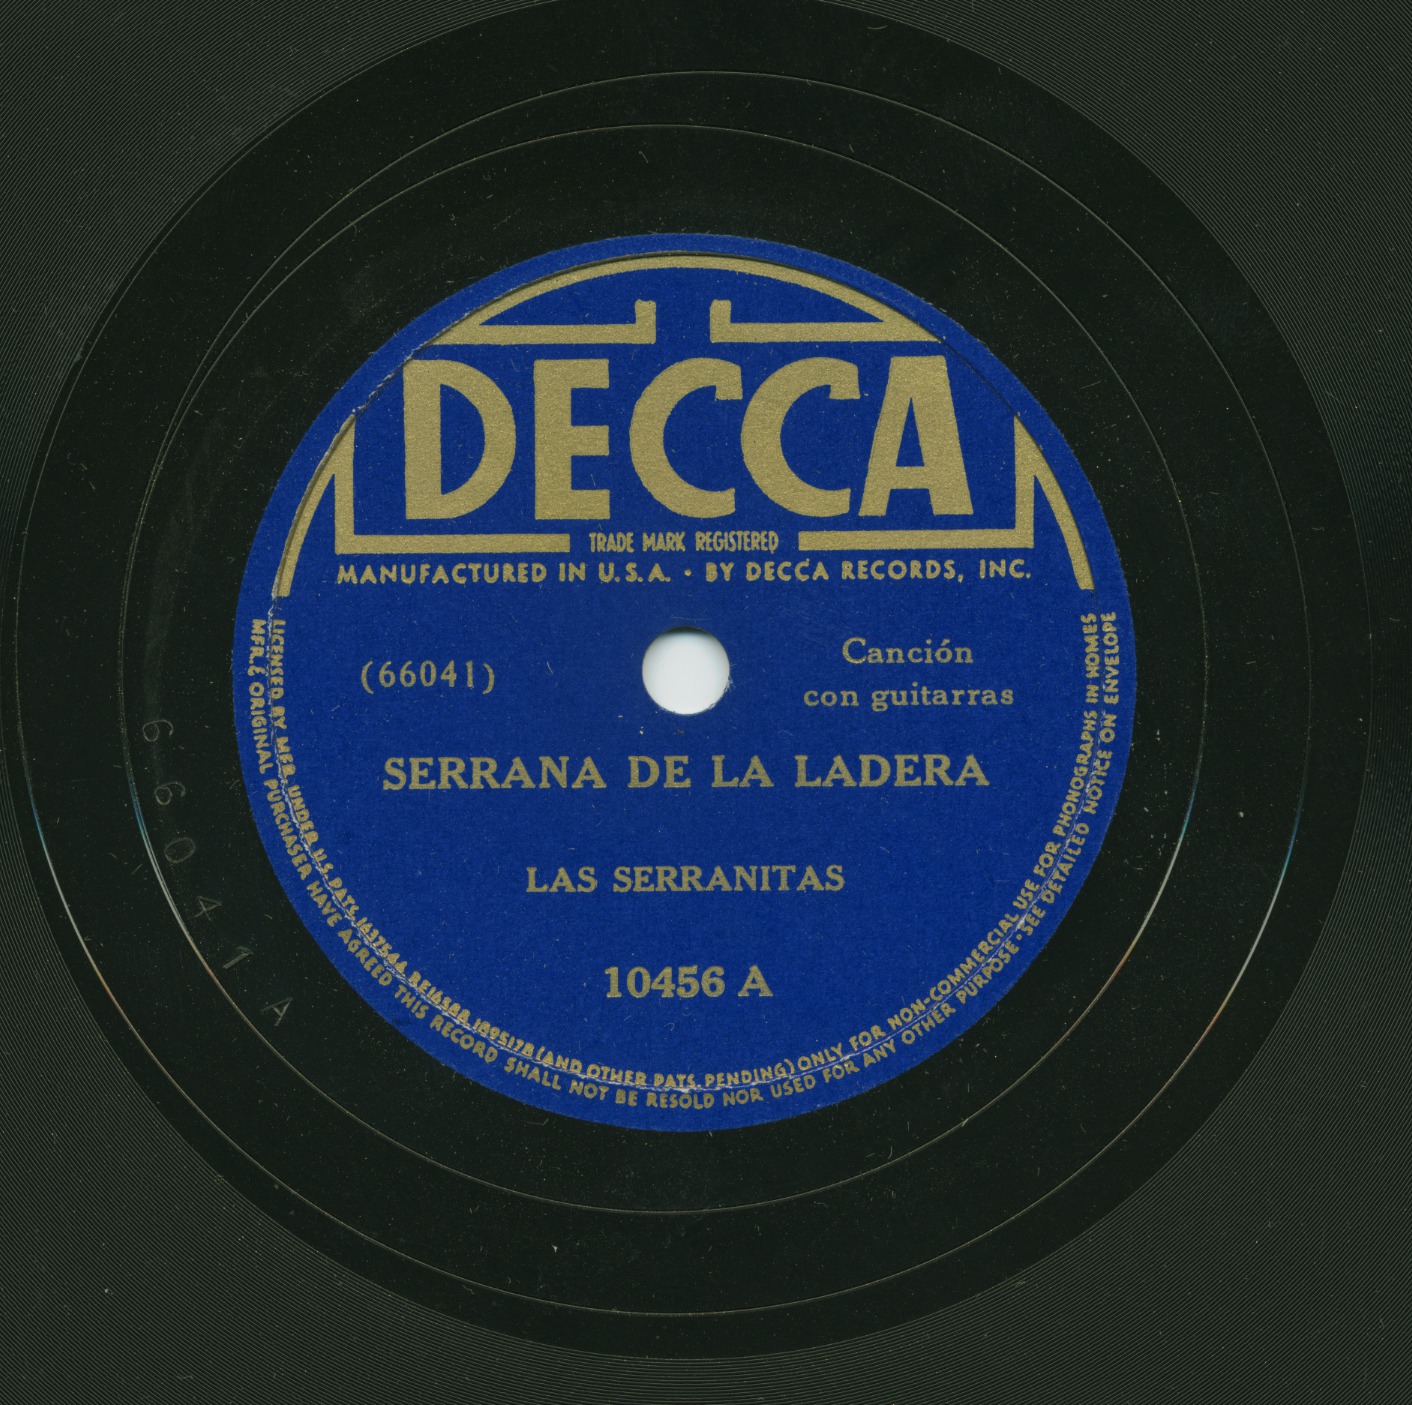 DECCA
TRADE MARK REGISTERED
MANUFACTURED IN U.S.A. · BY DECCA RECORDS, INC.
(66041)
Canción
con guitarras
SERRANA DE LA LADERA
LAS SERRANITAS
10456 A
LICENSED BY MFR. UNDER U.S. PATS. 1637544, RE16588, 1895178 (AND OTHER PATS. PENDING) ONLY FOR NON-COMMERCIAL USE FOR PHONOGRAPHS IN HOMES
MFR. & ORIGINAL PURCHASER HAVE AGREED THIS RECORD SHALL NOT BE RESOLD NOR USED FOR ANY OTHER PURPOSE · SEE DETAILED NOTICE ON ENVELOPE
66041 A